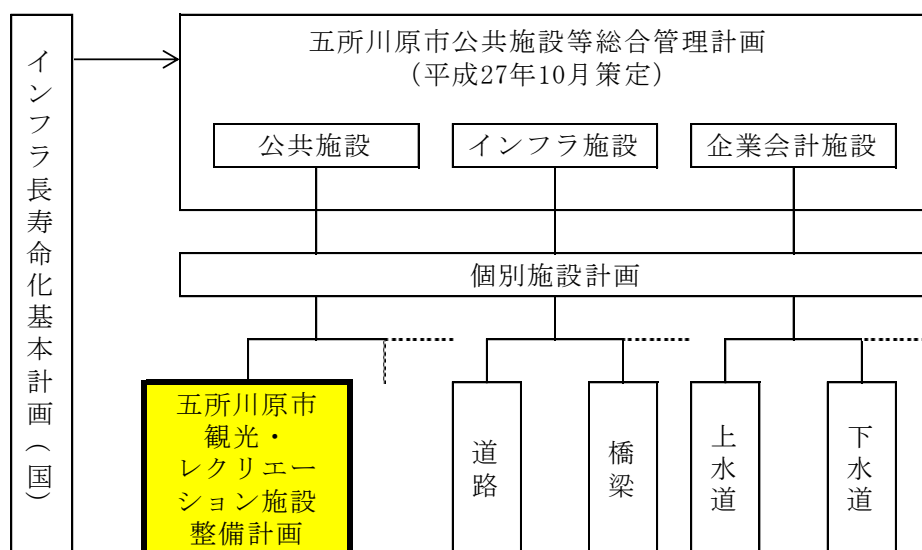 インフラ長寿命化基本計画(国)
五所川原市公共施設等総合管理計画
(平成27年10月策定)
公共施設
インフラ施設
企業会計施設
個別施設計画
五所川原市
観光・
レクリエー
ション施設
整備計画
道路
橋梁
上水道
下水道